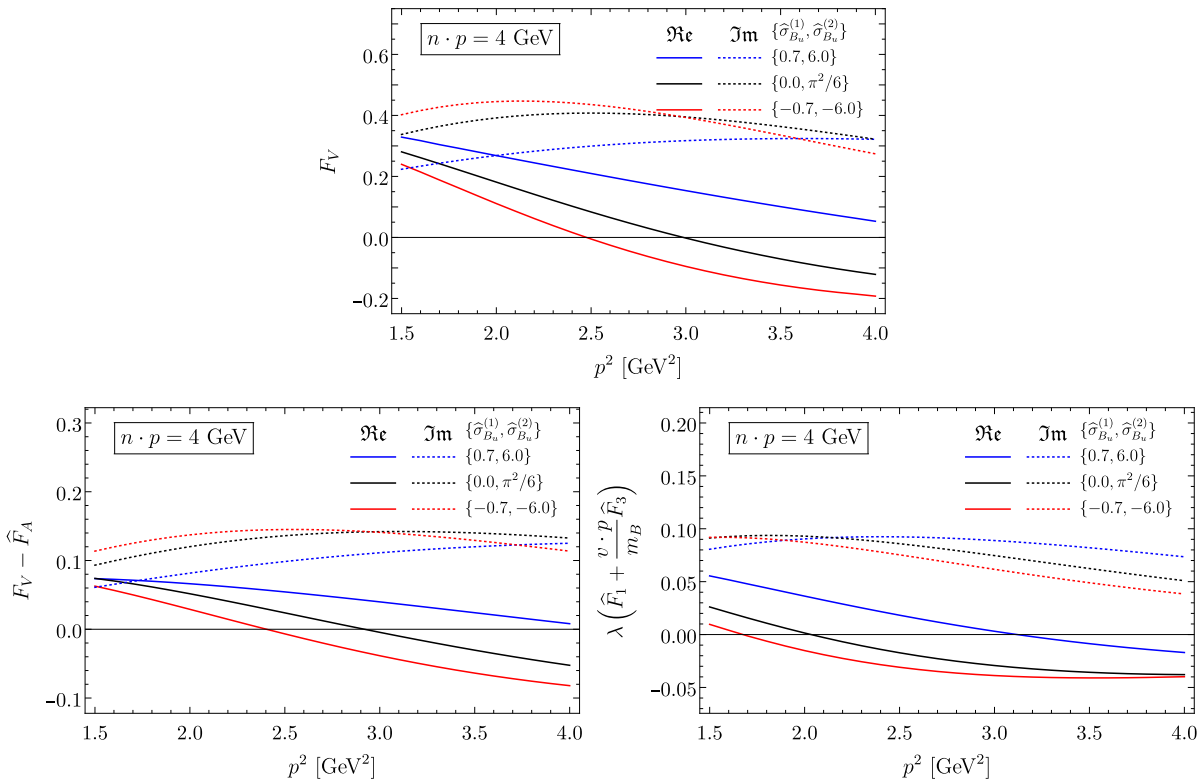 n · p = 4 GeV
ℜe ℑm {σ̂_{B_u}^{(1)}, σ̂_{B_u}^{(2)}}
{0.7, 6.0}
{0.0, π²/6}
{−0.7, −6.0}
0.6
0.4
0.2
0.0
−0.2
F_V
1.5 2.0 2.5 3.0 3.5 4.0
p² [GeV²]
n · p = 4 GeV
ℜe ℑm {σ̂_{B_u}^{(1)}, σ̂_{B_u}^{(2)}}
{0.7, 6.0}
{0.0, π²/6}
{−0.7, −6.0}
0.3
0.2
0.1
0.0
−0.1
F_V − F̂_A
1.5 2.0 2.5 3.0 3.5 4.0
p² [GeV²]
n · p = 4 GeV
ℜe ℑm {σ̂_{B_u}^{(1)}, σ̂_{B_u}^{(2)}}
{0.7, 6.0}
{0.0, π²/6}
{−0.7, −6.0}
0.20
0.15
0.10
0.05
0.00
−0.05
λ (F̂_1 + \frac{v · p}{m_B} F̂_3)
1.5 2.0 2.5 3.0 3.5 4.0
p² [GeV²]